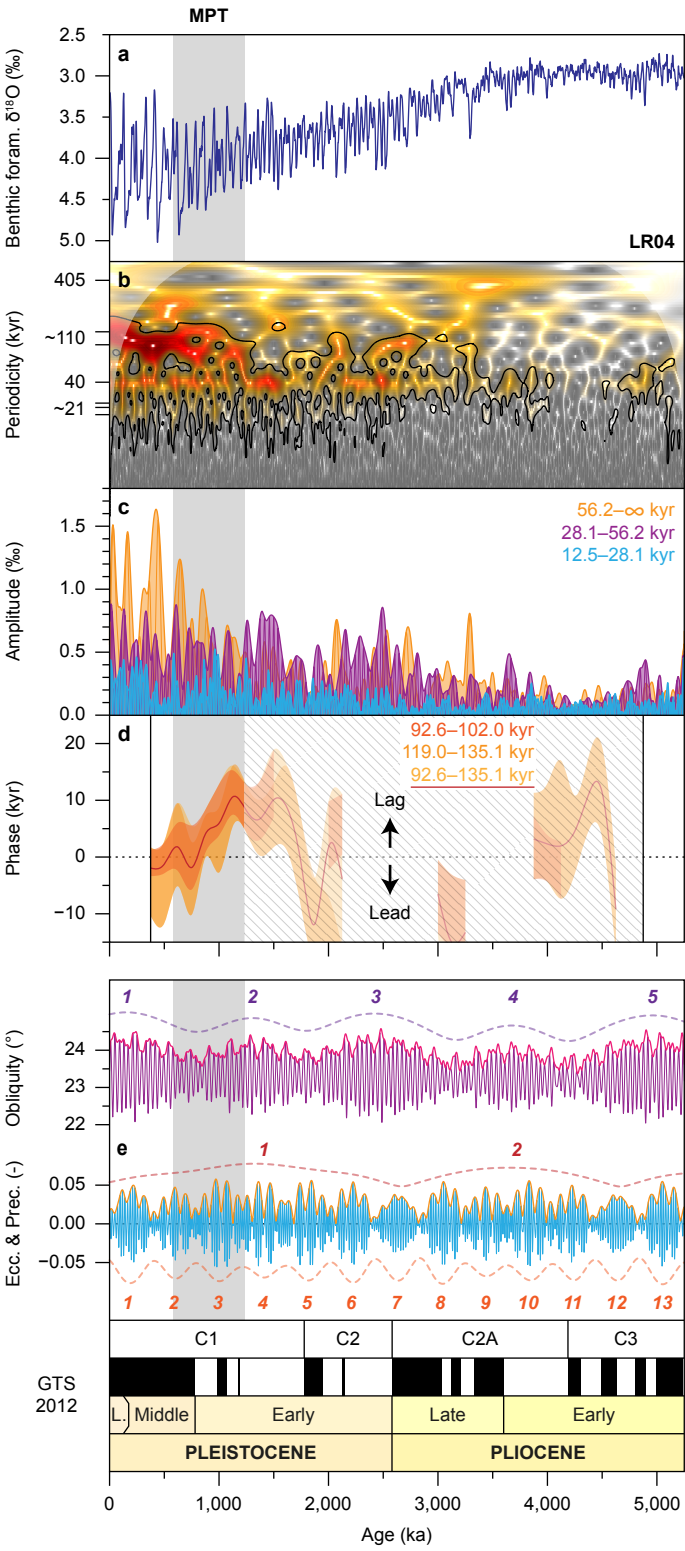 MPT
a
2.5
3.0
3.5
4.0
4.5
5.0
Benthic foram. δ¹⁸O (‰)
LR04
b
405
~110
40
~21
Periodicity (kyr)
c
56.2–∞ kyr
28.1–56.2 kyr
12.5–28.1 kyr
1.5
1.0
0.5
0.0
Amplitude (‰)
d
92.6–102.0 kyr
119.0–135.1 kyr
92.6–135.1 kyr
20
10
0
−10
Phase (kyr)
Lag
Lead
1 2 3 4 5
24
23
22
Obliquity (°)
e
1 2
0.05
0.00
−0.05
Ecc. & Prec. (-)
1 2 3 4 5 6 7 8 9 10 11 12 13
C1 C2 C2A C3
GTS
2012
L. Middle Early Late Early
PLEISTOCENE PLIOCENE
0 1,000 2,000 3,000 4,000 5,000
Age (ka)